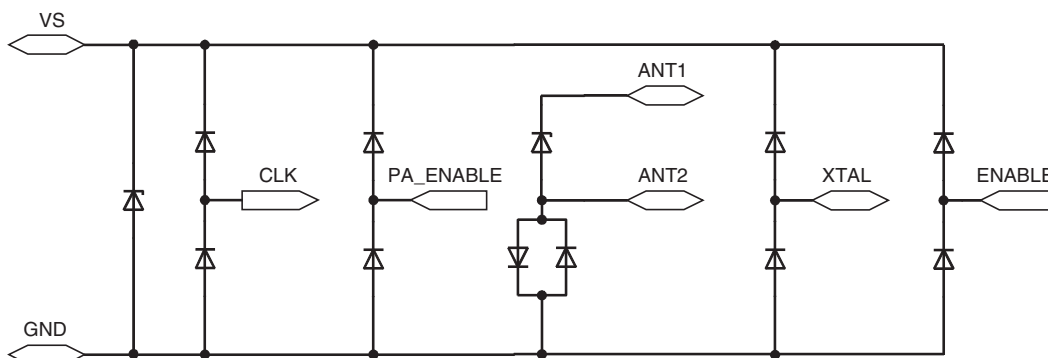 VS
ANT1
CLK
PA_ENABLE
ANT2
XTAL
ENABLE
GND